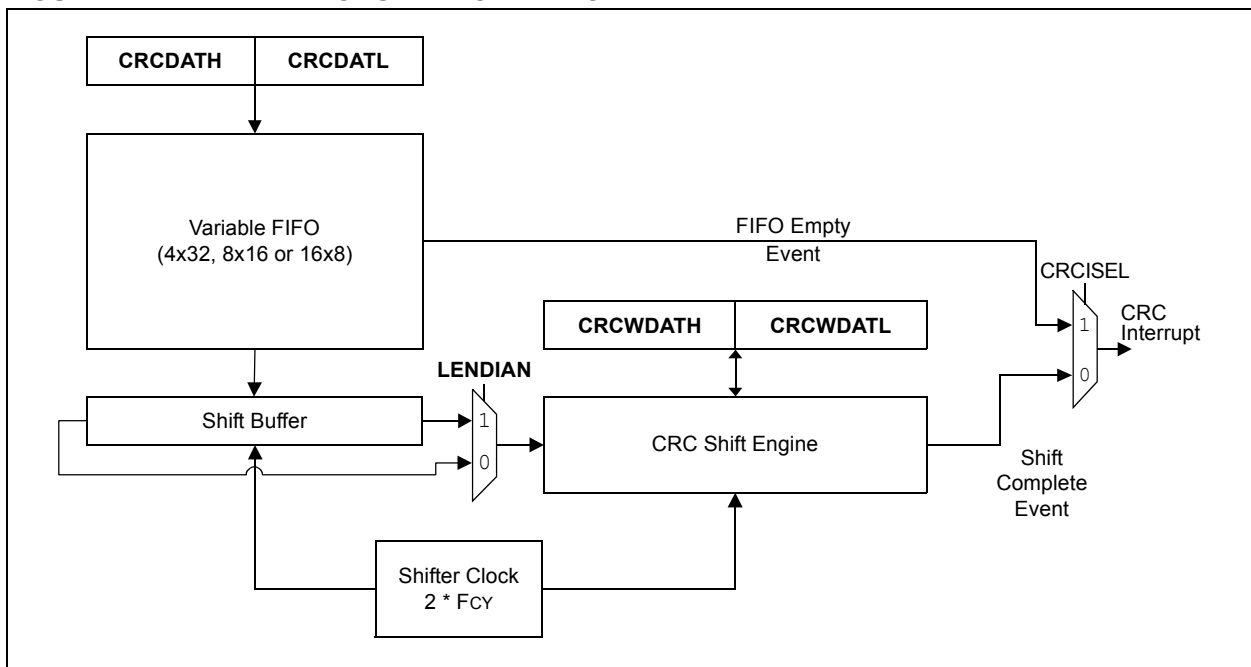 CRCDATH CRCDATL
Variable FIFO
(4x32, 8x16 or 16x8)
FIFO Empty
Event
CRCISEL
1
0
CRC
Interrupt
CRCWDATH CRCWDATL
LENDIAN
Shift Buffer
1
0
CRC Shift Engine
Shift
Complete
Event
Shifter Clock
2 * FCY